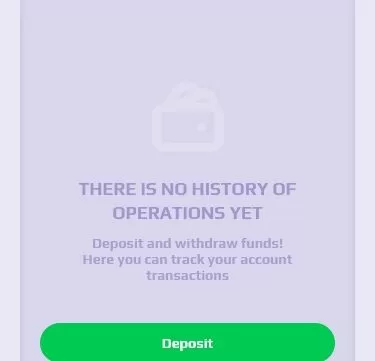 THERE IS NO HISTORY OF
OPERATIONS YET
Deposit and withdraw funds!
Here you can track your account
transactions
Deposit